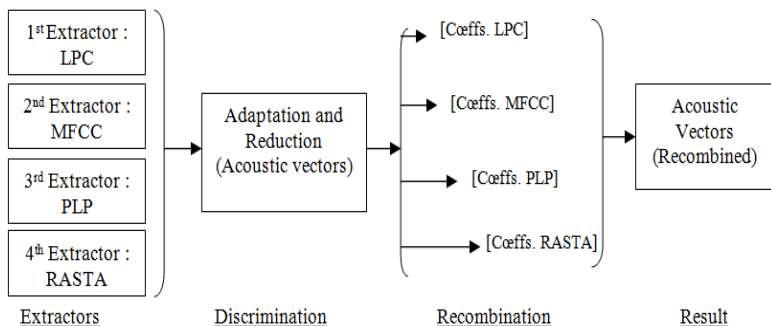 1st Extractor :
LPC
2nd Extractor :
MFCC
3rd Extractor :
PLP
4th Extractor :
RASTA
Adaptation and
Reduction
(Acoustic vectors)
[Cœffs. LPC]
[Cœffs. MFCC]
[Cœffs. PLP]
[Cœffs. RASTA]
Acoustic
Vectors
(Recombined)
Extractors
Discrimination
Recombination
Result